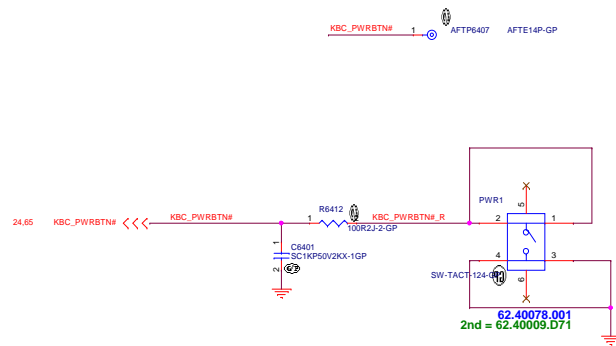 KBC_PWRBTN# 1 AFTP6407 AFTE14P-GP
24,65 KBC_PWRBTN# KBC_PWRBTN# 1 R6412 KBC_PWRBTN#_R
100R2J-2-GP
1 C6401
SC1KP50V2KX-1GP
2
PWR1
5
2 1
4 3
SW-TACT-124-GP
6
62.40078.001
2nd = 62.40009.D71